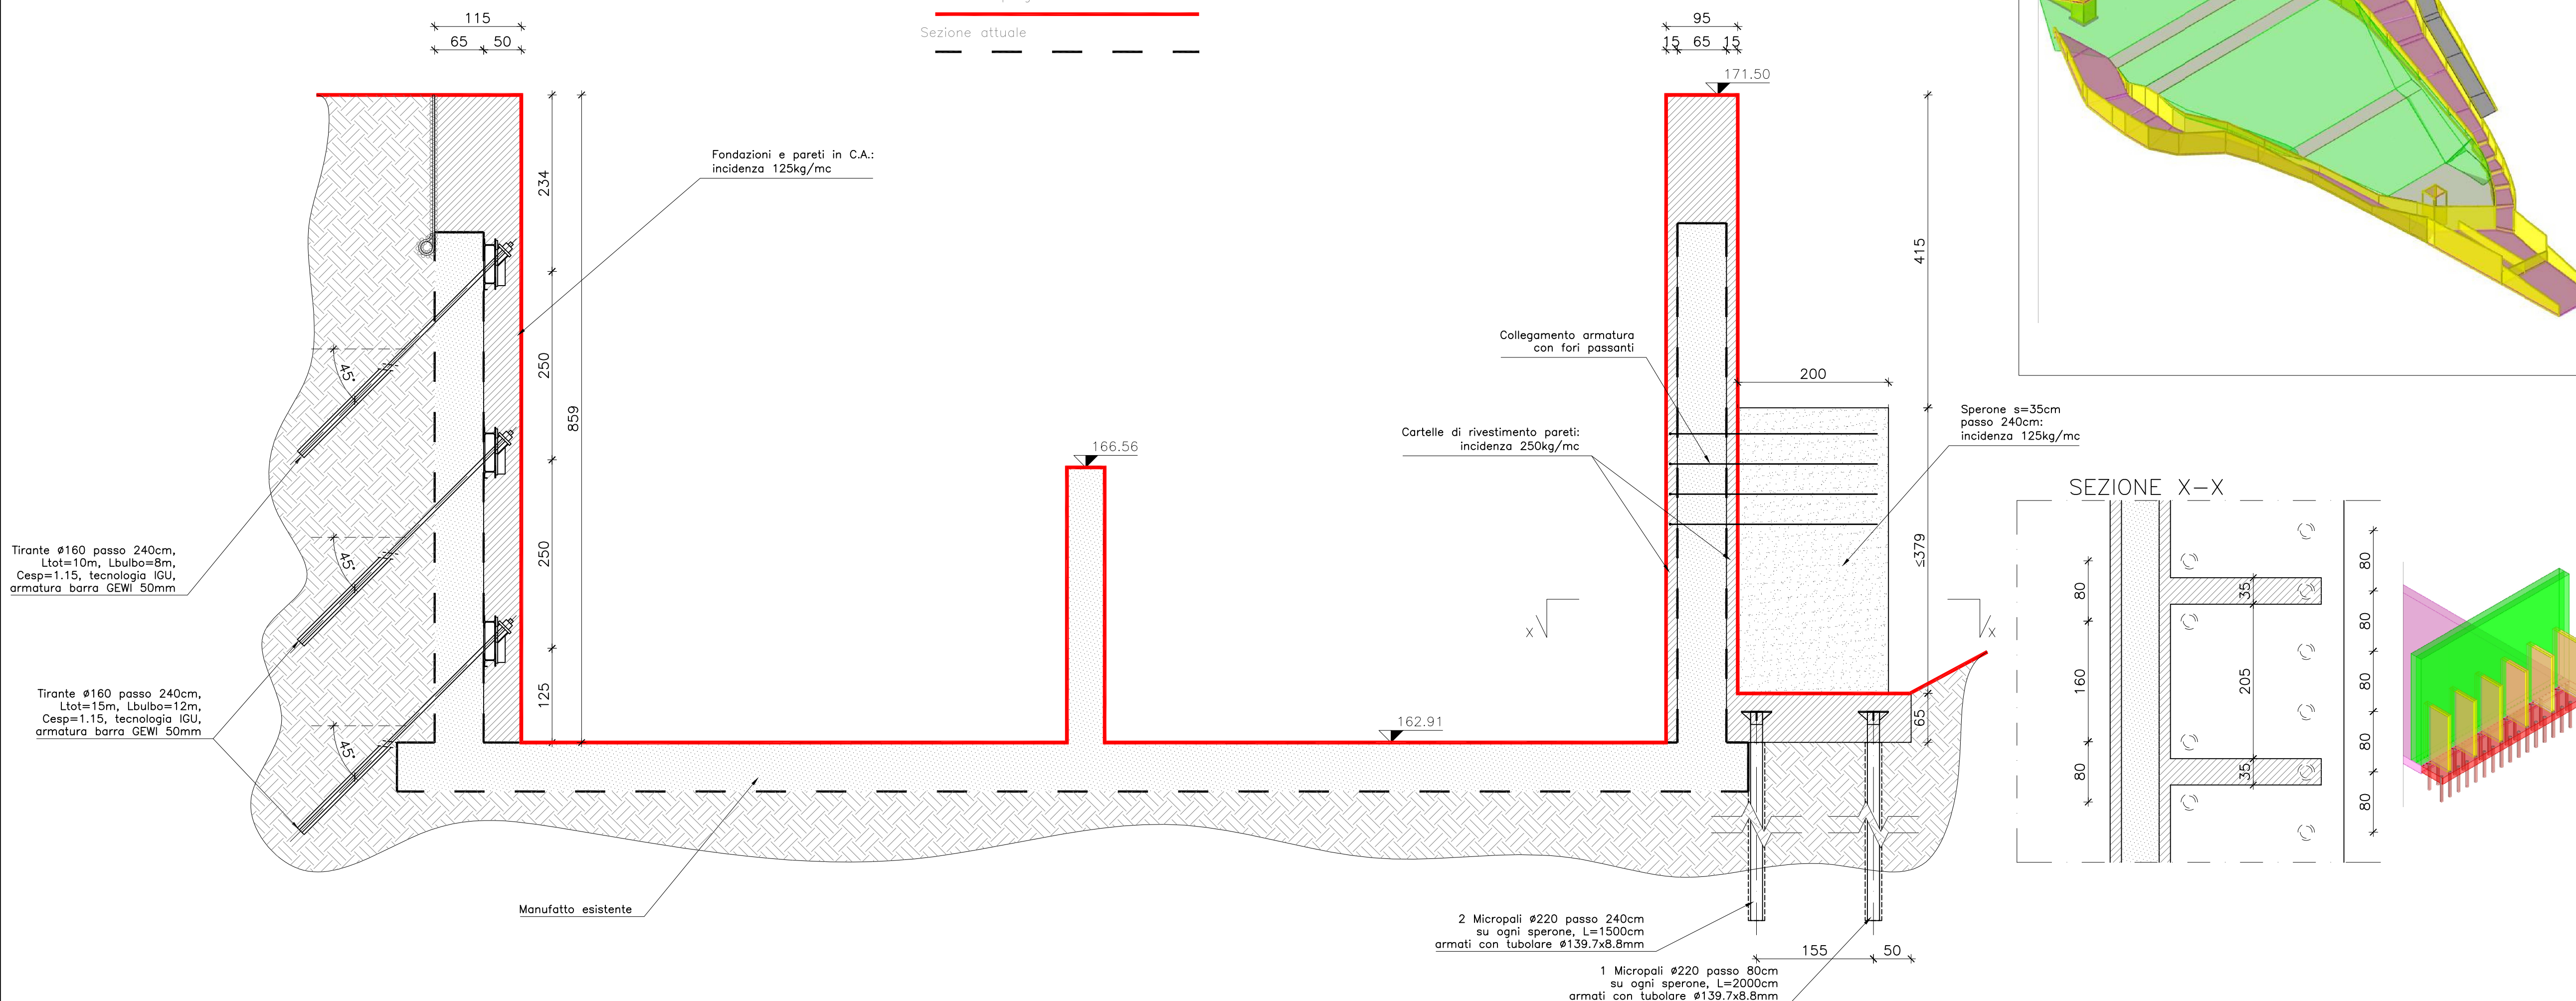 115
65 50
Sezione attuale
95
15 65 15
171.50
234
250
250
125
859
Fondazioni e pareti in C.A.:
incidenza 125kg/mc
45°
45°
45°
Tirante ø160 passo 240cm,
Ltot=10m, Lbulbo=8m,
Cesp=1.15, tecnologia IGU,
armatura barra GEWI 50mm
Tirante ø160 passo 240cm,
Ltot=15m, Lbulbo=12m,
Cesp=1.15, tecnologia IGU,
armatura barra GEWI 50mm
Manufatto esistente
166.56
162.91
Collegamento armatura
con fori passanti
Cartelle di rivestimento pareti:
incidenza 250kg/mc
200
415
≤379
65
Sperone s=35cm
passo 240cm:
incidenza 125kg/mc
X
X
2 Micropali ø220 passo 240cm
su ogni sperone, L=1500cm
armati con tubolare ø139.7x8.8mm
155 50
1 Micropali ø220 passo 80cm
su ogni sperone, L=2000cm
armati con tubolare ø139.7x8.8mm
SEZIONE X-X
80
160
80
35
205
35
80
80
80
80
80